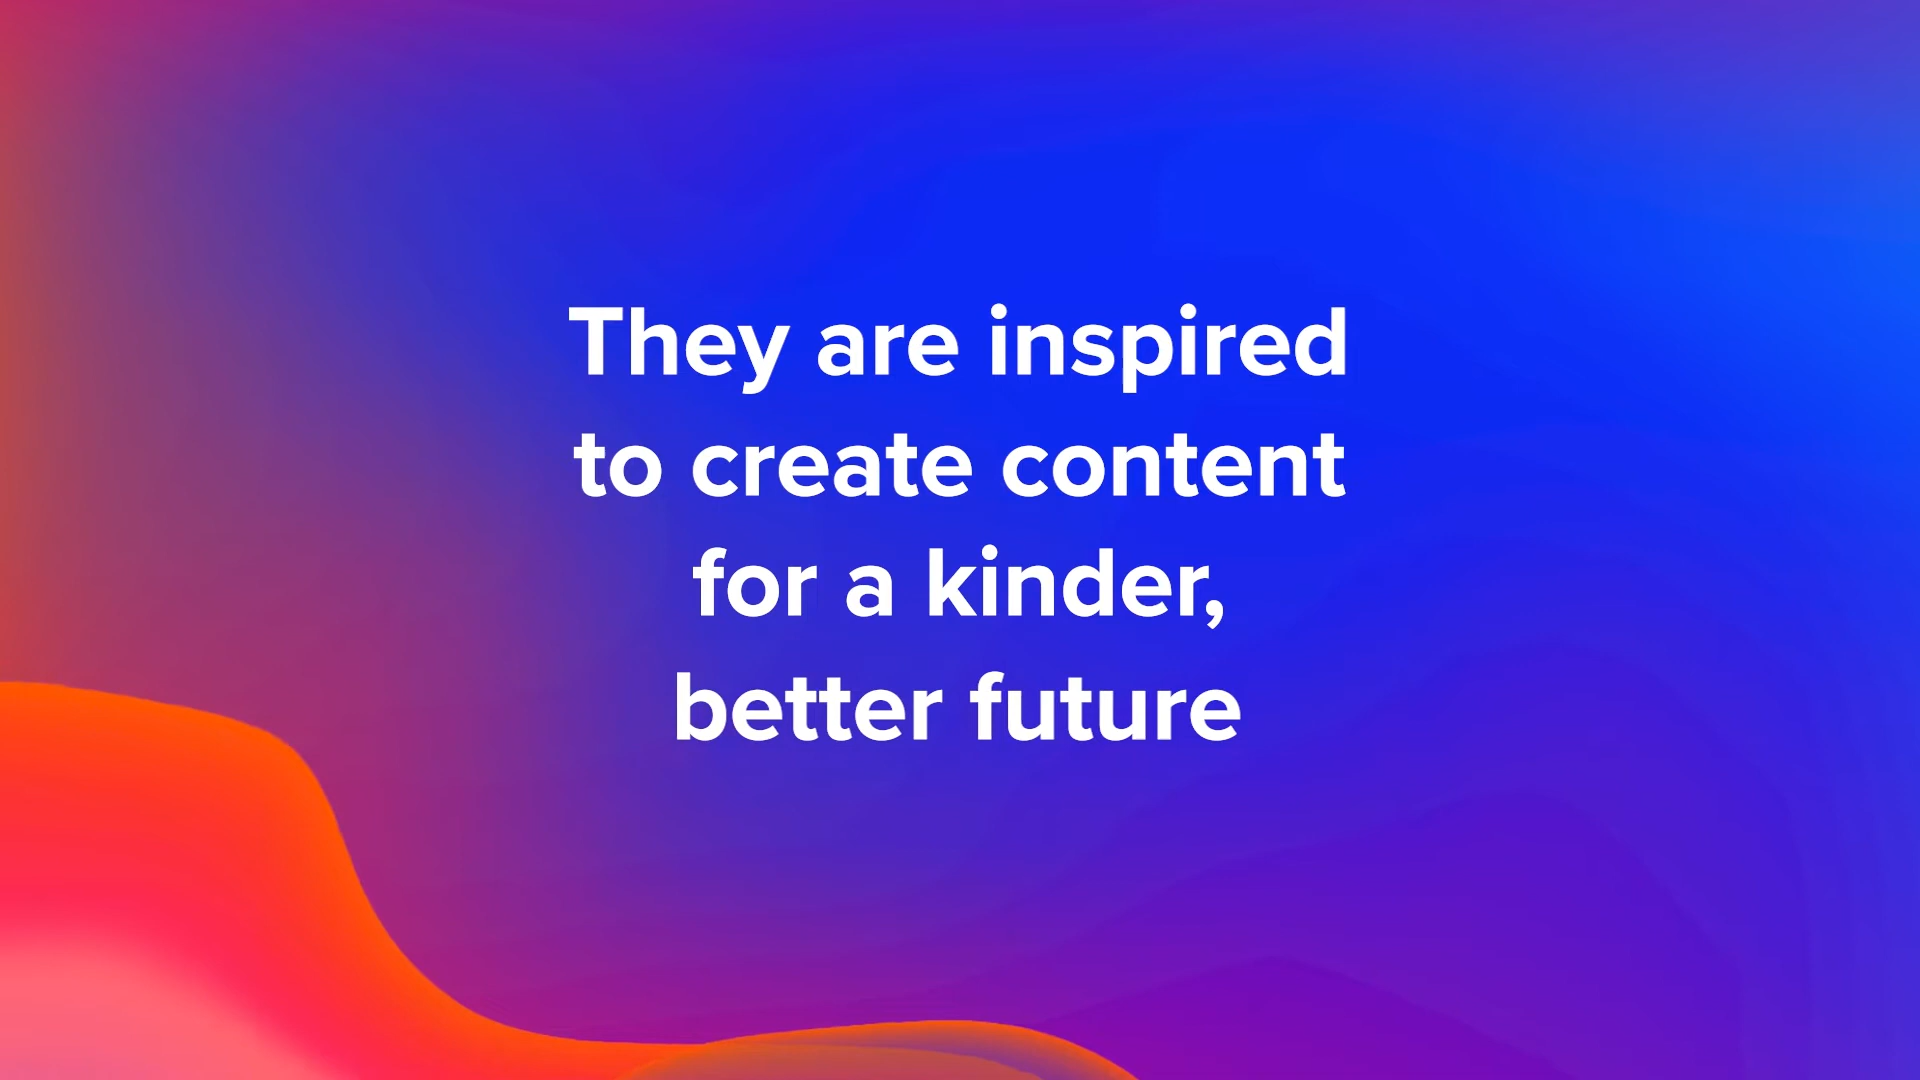 They are inspired
to create content
for a kinder,
better future